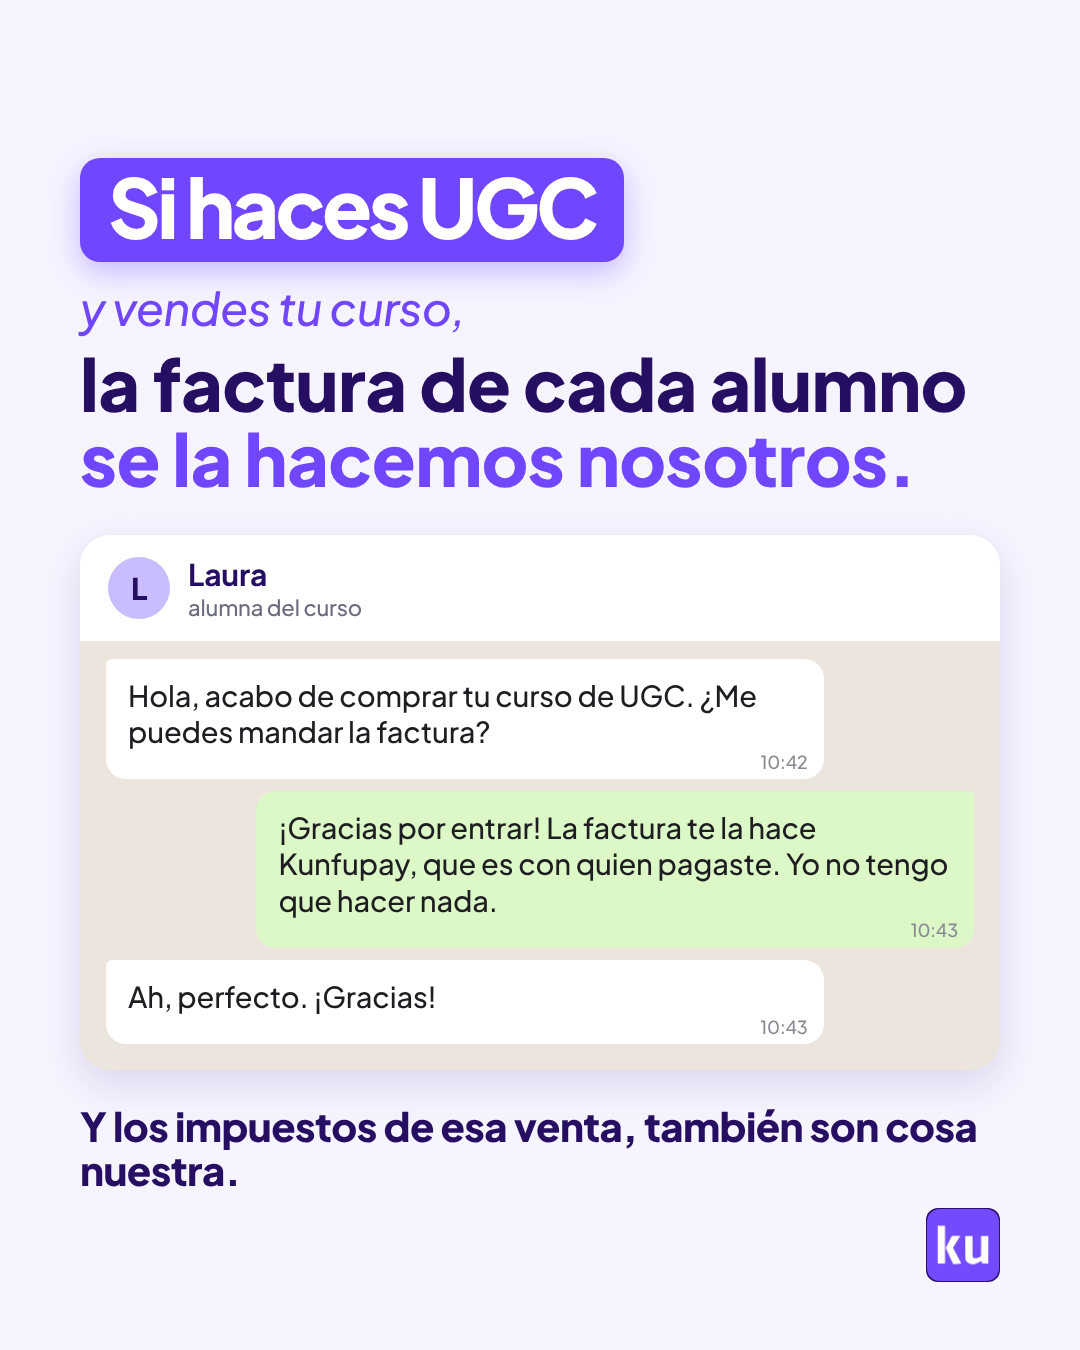 Si haces UGC
y vendes tu curso,
la factura de cada alumno
se la hacemos nosotros.
L
Laura
alumna del curso
Hola, acabo de comprar tu curso de UGC. ¿Me
puedes mandar la factura?
10:42
¡Gracias por entrar! La factura te la hace
Kunfupay, que es con quien pagaste. Yo no tengo
que hacer nada.
10:43
Ah, perfecto. ¡Gracias!
10:43
Y los impuestos de esa venta, también son cosa
nuestra.
ku